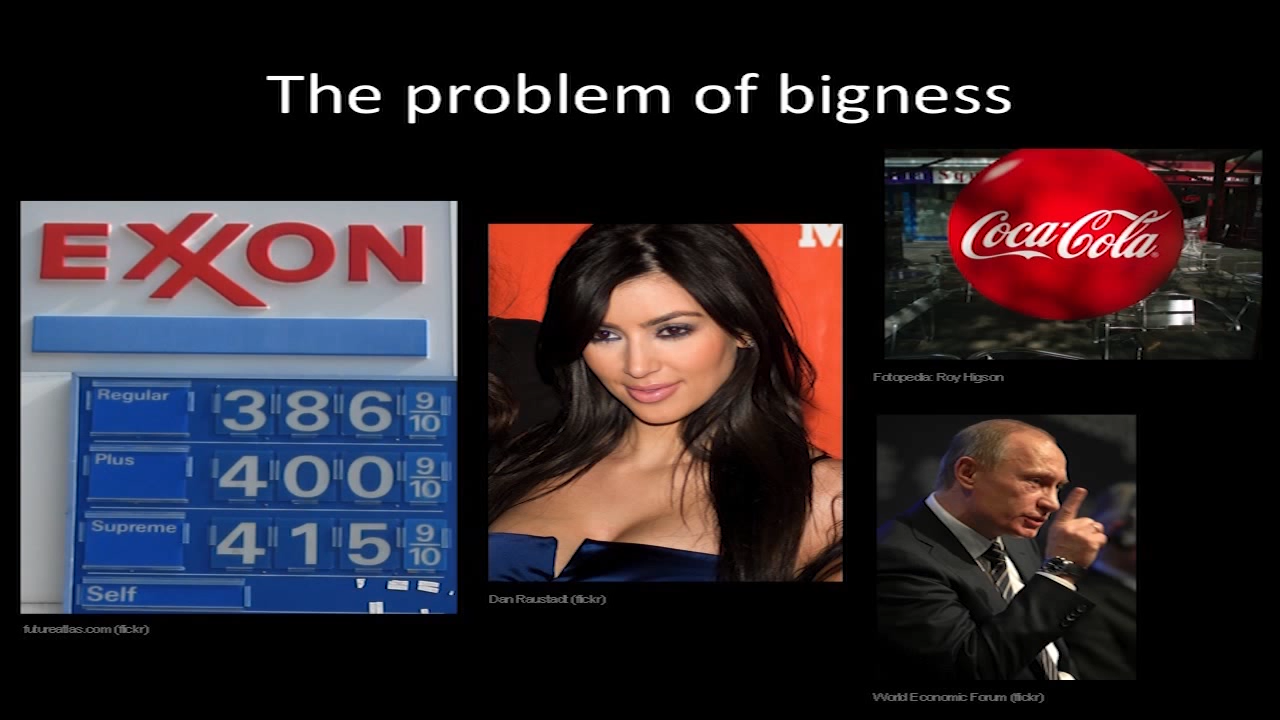 The problem of bigness
EXXON
Regular 386 9/10
Plus 400 9/10
Supreme 415 9/10
Self
futureatlas.com (flickr)
M
Dan Raustadt (flickr)
Coca-Cola
Fotopedia: Roy Higson
World Economic Forum (flickr)